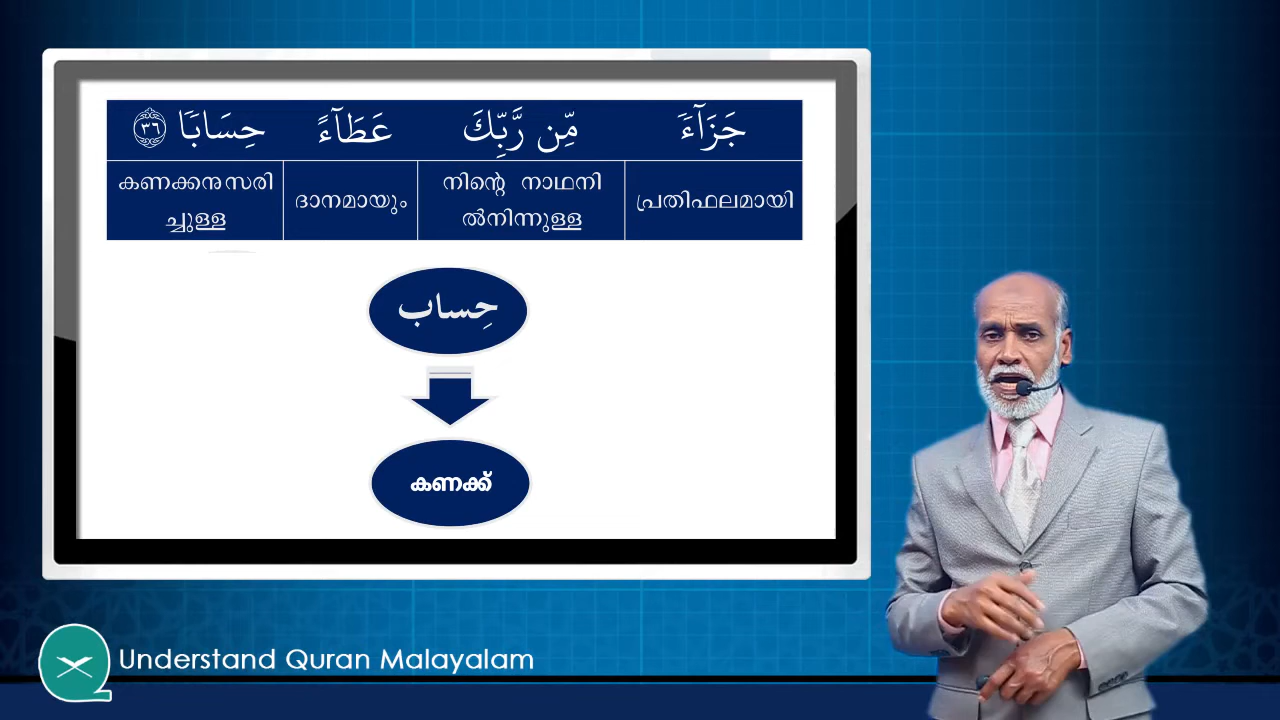 جَزَآءً مِّن رَّبِّكَ عَطَآءً حِسَابًا ٣٦
പ്രതിഫലമായി
നിന്റെ നാഥനി
ൽനിന്നുള്ള
ദാനമായും
കണക്കനുസരി
ച്ചുള്ള
حِساب
കണക്ക്
Understand Quran Malayalam